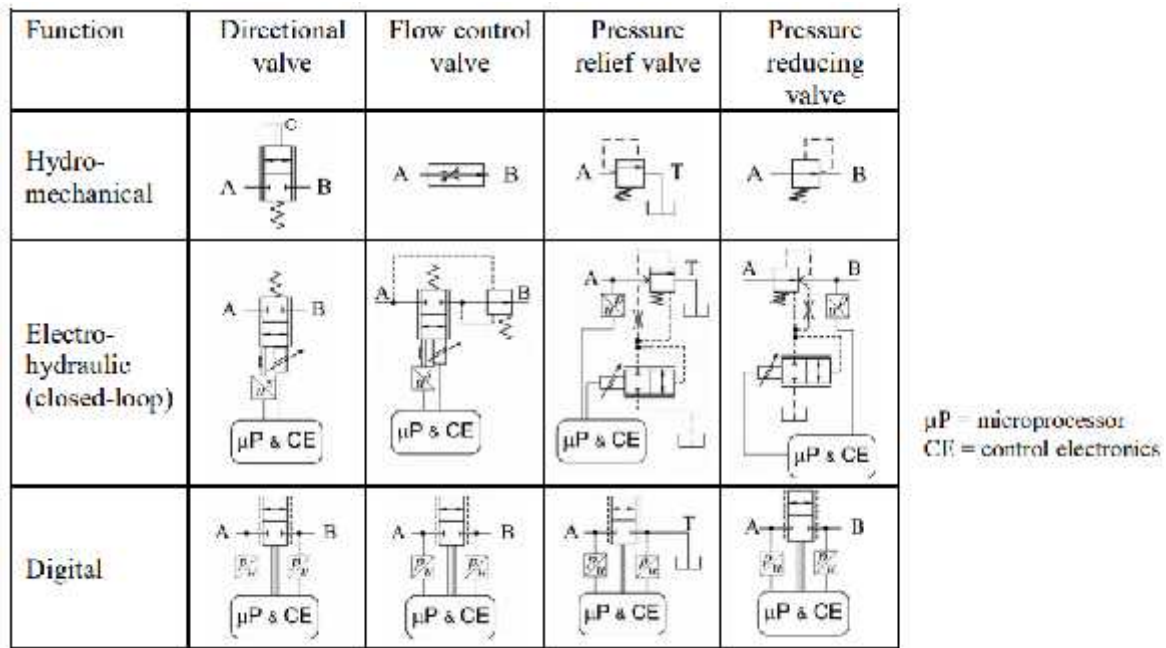 Function
Directional
valve
Flow control
valve
Pressure
relief valve
Pressure
reducing
valve
Hydro-
mechanical
C
A
B
A
B
A
T
A
B
Electro-
hydraulic
(closed-loop)
A
B
μP & CE
A
B
μP & CE
A
T
μP & CE
A
B
μP & CE
μP = microprocessor
CE = control electronics
Digital
A
B
p/u
p/u
μP & CE
A
B
p/u
p/u
μP & CE
A
T
p/u
p/u
μP & CE
A
B
p/u
p/u
μP & CE